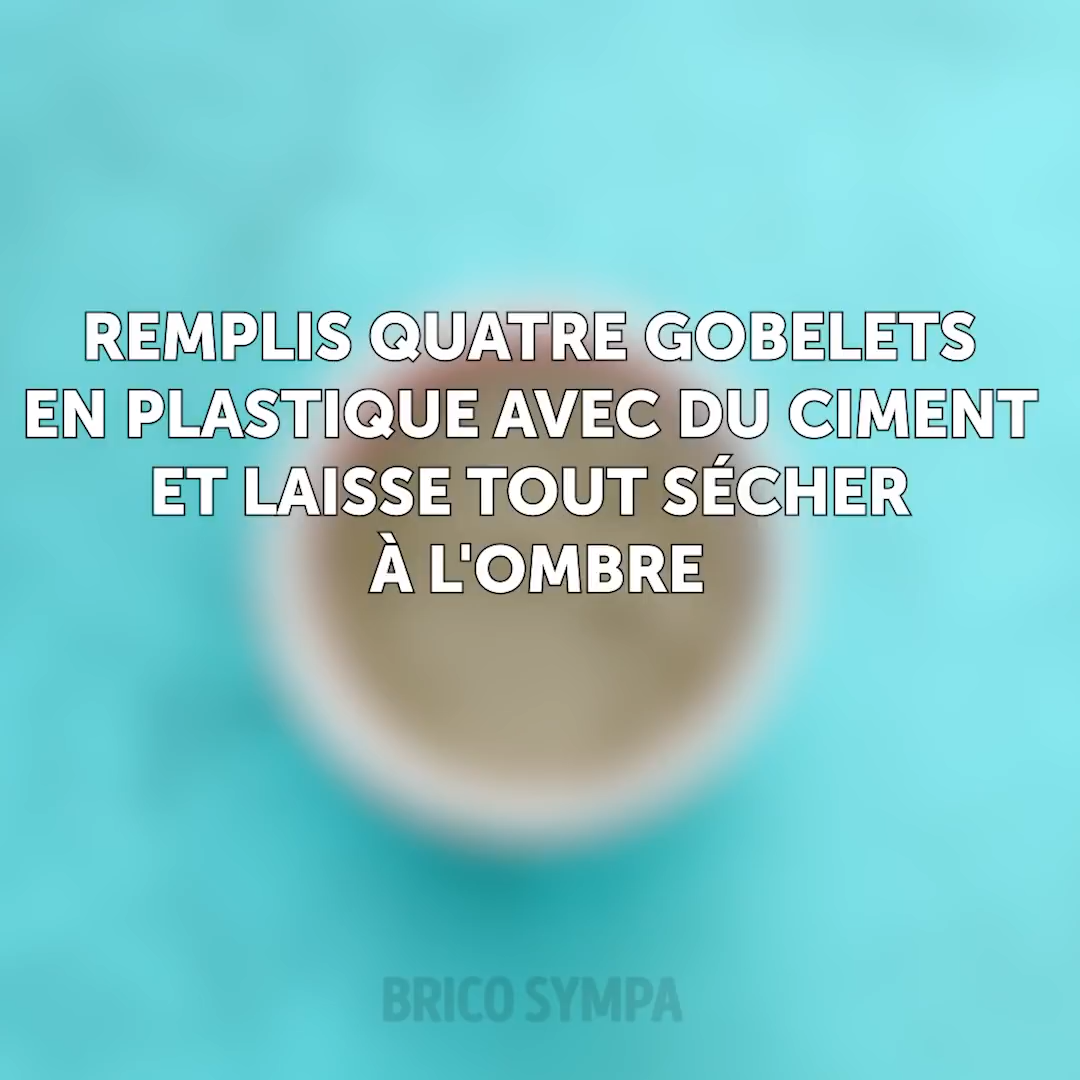 REMPLIS QUATRE GOBELETS
EN PLASTIQUE AVEC DU CIMENT
ET LAISSE TOUT SÉCHER
À L'OMBRE
BRICO SYMPA